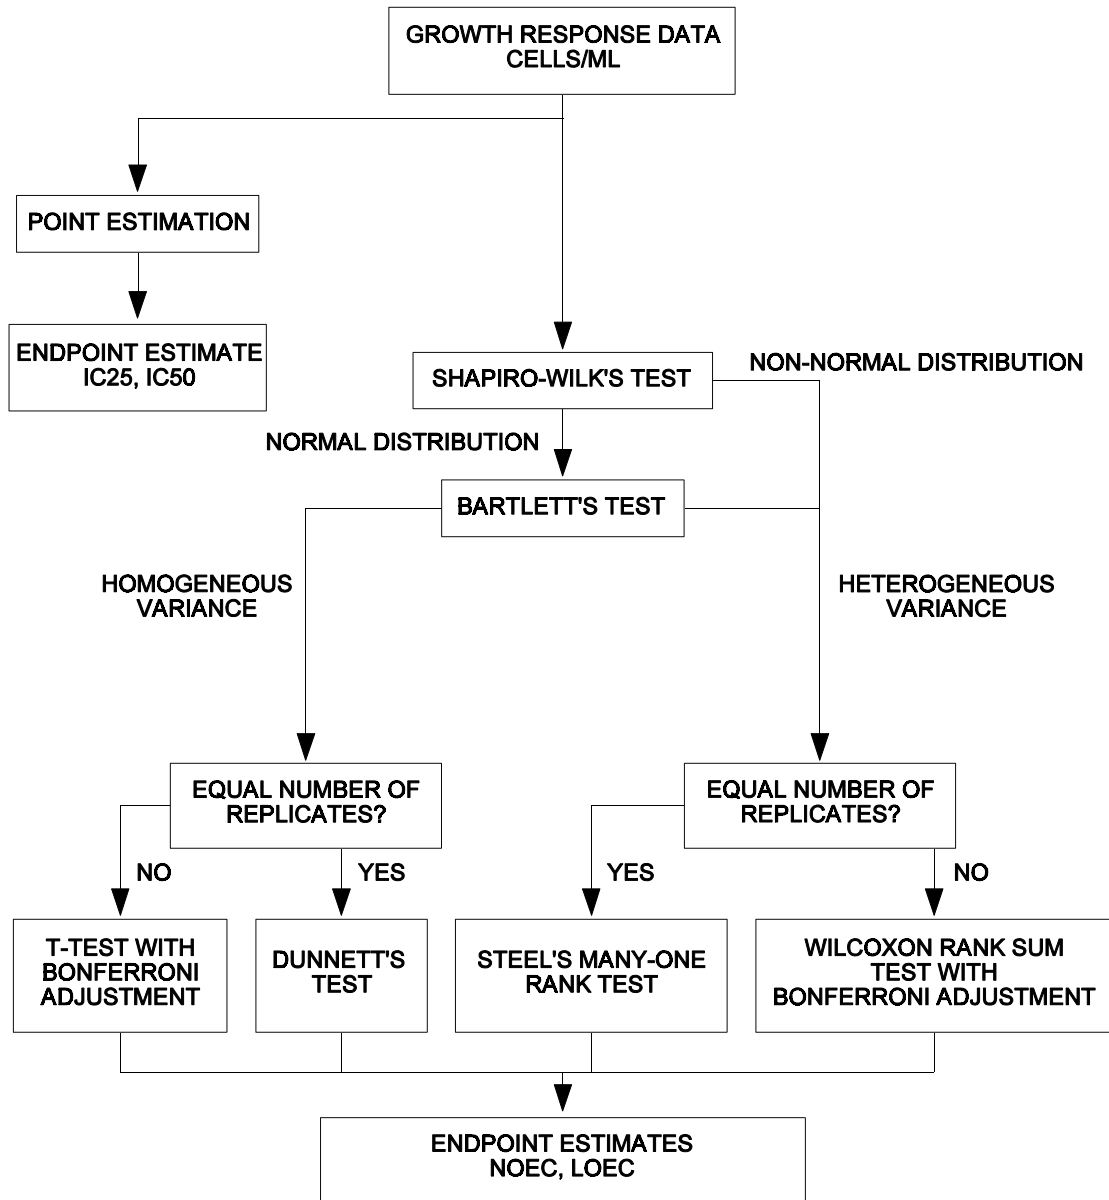 GROWTH RESPONSE DATA
CELLS/ML
POINT ESTIMATION
ENDPOINT ESTIMATE
IC25, IC50
SHAPIRO-WILK'S TEST
NON-NORMAL DISTRIBUTION
NORMAL DISTRIBUTION
BARTLETT'S TEST
HOMOGENEOUS
VARIANCE
HETEROGENEOUS
VARIANCE
EQUAL NUMBER OF
REPLICATES?
EQUAL NUMBER OF
REPLICATES?
NO
YES
YES
NO
T-TEST WITH
BONFERRONI
ADJUSTMENT
DUNNETT'S
TEST
STEEL'S MANY-ONE
RANK TEST
WILCOXON RANK SUM
TEST WITH
BONFERRONI ADJUSTMENT
ENDPOINT ESTIMATES
NOEC, LOEC